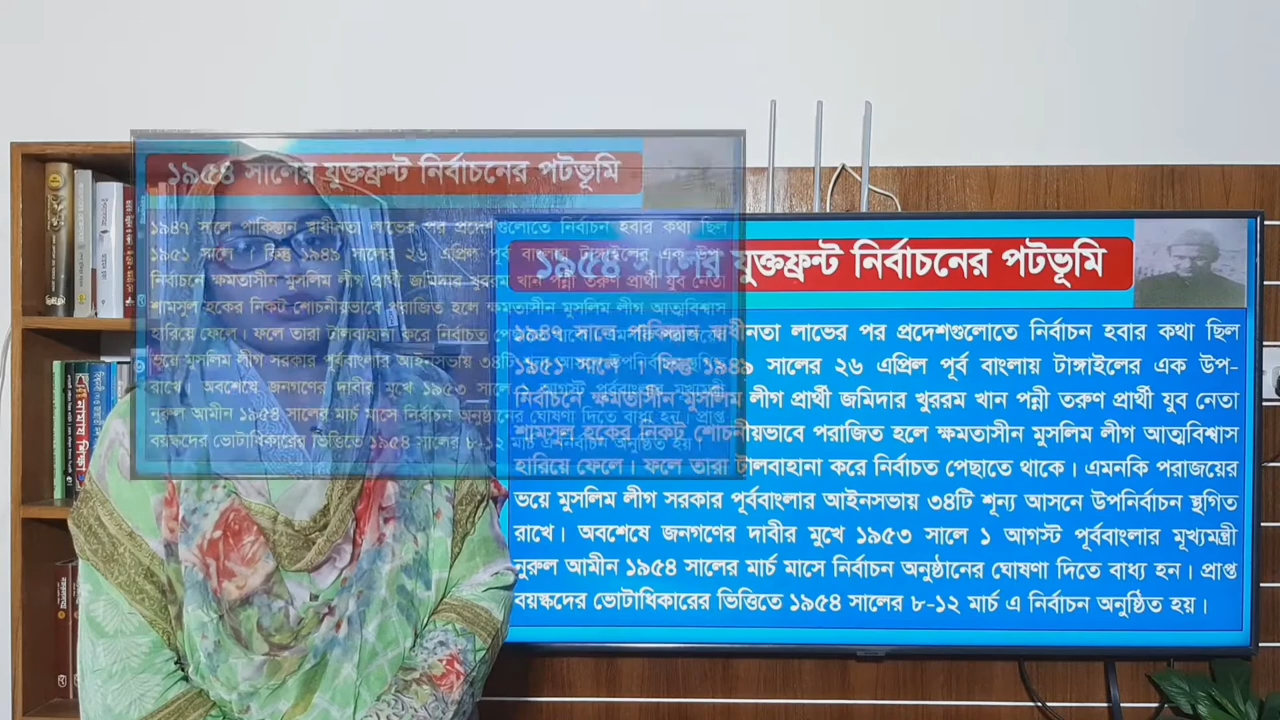 ১৯৫৪ সালের যুক্তফ্রন্ট নির্বাচনের পটভূমি
১৯৪৭ সালে পাকিস্তান স্বাধীনতা লাভের পর প্রদেশগুলোতে নির্বাচন হবার কথা ছিল
১৯৫১ সালে । কিন্তু ১৯৪৯ সালের ২৬ এপ্রিল পূর্ব বাংলায় টাঙ্গাইলের এক উপ-
নির্বাচনে ক্ষমতাসীন মুসলিম লীগ প্রার্থী জমিদার খুররম খান পন্নী তরুণ প্রার্থী যুব নেতা
শামসুল হকের নিকট শোচনীয়ভাবে পরাজিত হলে ক্ষমতাসীন মুসলিম লীগ আত্মবিশ্বাস
হারিয়ে ফেলে। ফলে তারা টালবাহানা করে নির্বাচত পেছাতে থাকে। এমনকি পরাজয়ের
ভয়ে মুসলিম লীগ সরকার পূর্ববাংলার আইনসভায় ৩৪টি শূন্য আসনে উপনির্বাচন স্থগিত
রাখে। অবশেষে জনগণের দাবীর মুখে ১৯৫৩ সালে ১ আগস্ট পূর্ববাংলার মূখ্যমন্ত্রী
নুরুল আমীন ১৯৫৪ সালের মার্চ মাসে নির্বাচন অনুষ্ঠানের ঘোষণা দিতে বাধ্য হন। প্রাপ্ত
বয়ষ্কদের ভোটাধিকারের ভিত্তিতে ১৯৫৪ সালের ৮-১২ মার্চ এ নির্বাচন অনুষ্ঠিত হয়।